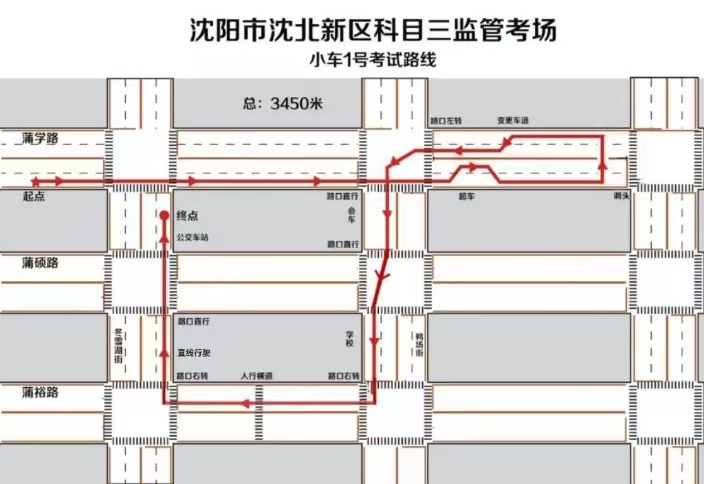 沈阳市沈北新区科目三监管考场
小车1号考试路线
总：3450米
路口左转
变更车道
蒲学路
起点
路口直行
超车
调头
会车
终点
公交车站
路口直行
蒲硕路
路口直行
学校
冬雪湖街
鸭场街
直线行驶
路口右转
人行横道
路口右转
蒲裕路